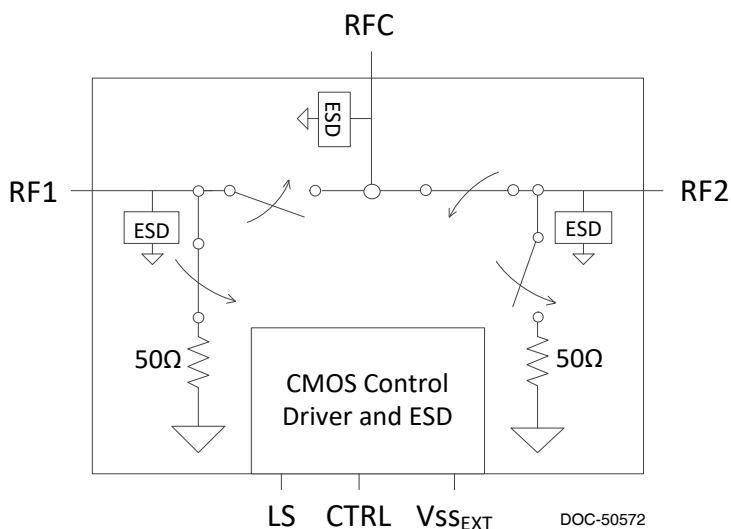 RFC
ESD
RF1
RF2
ESD
ESD
50Ω
50Ω
CMOS Control
Driver and ESD
LS CTRL VssEXT
DOC-50572